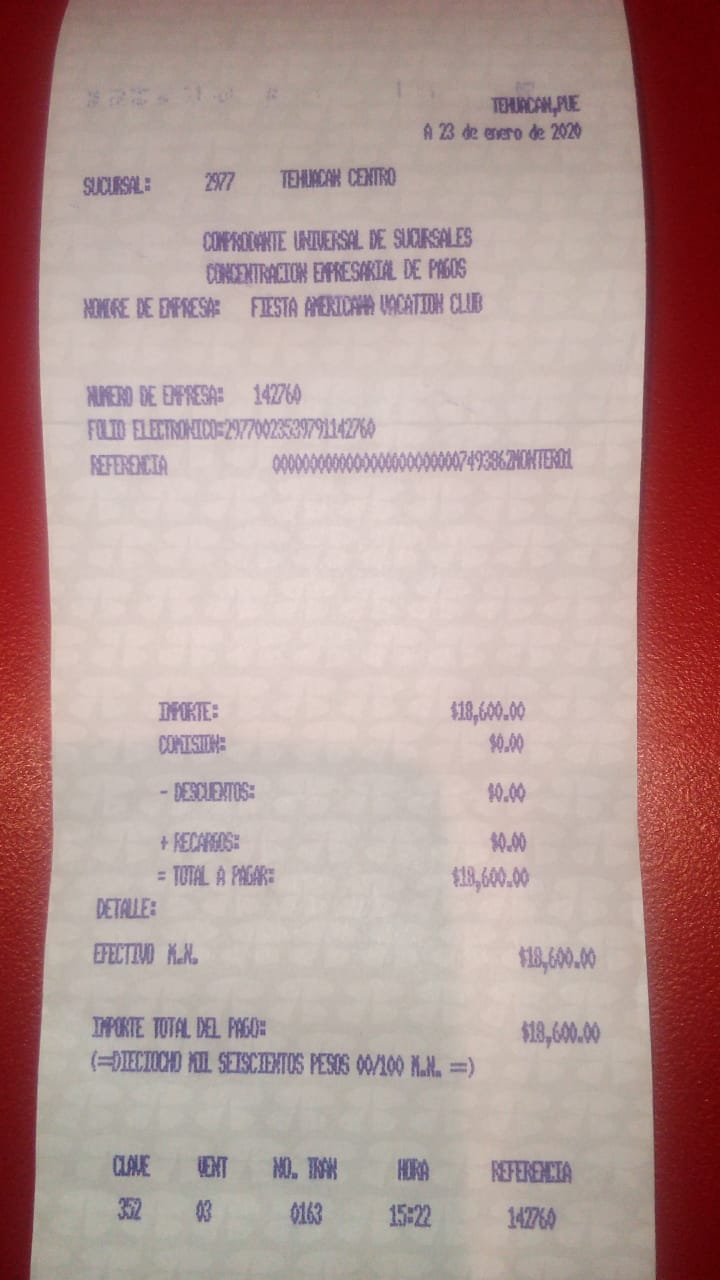 TEHUACAN,PUE
A 23 de enero de 2020
SUCURSAL: 2977 TEHUACAN CENTRO
COMPROBANTE UNIVERSAL DE SUCURSALES
CONCENTRACION EMPRESARIAL DE PAGOS
NOMBRE DE EMPRESA: FIESTA AMERICANA VACATION CLUB
NUMERO DE EMPRESA: 142760
FOLIO ELECTRONICO:29770023539791142760
REFERENCIA
IMPORTE: $18,600.00
COMISION: $0.00
- DESCUENTOS: $0.00
+ RECARGOS: $0.00
= TOTAL A PAGAR: $18,600.00
DETALLE:
EFECTIVO M.N. $18,600.00
IMPORTE TOTAL DEL PAGO: $18,600.00
(=DIECIOCHO MIL SEISCIENTOS PESOS 00/100 M.N. =)
CLAVE VENT NO. TRAN HORA REFERENCIA
352 03 0163 15:22 142760